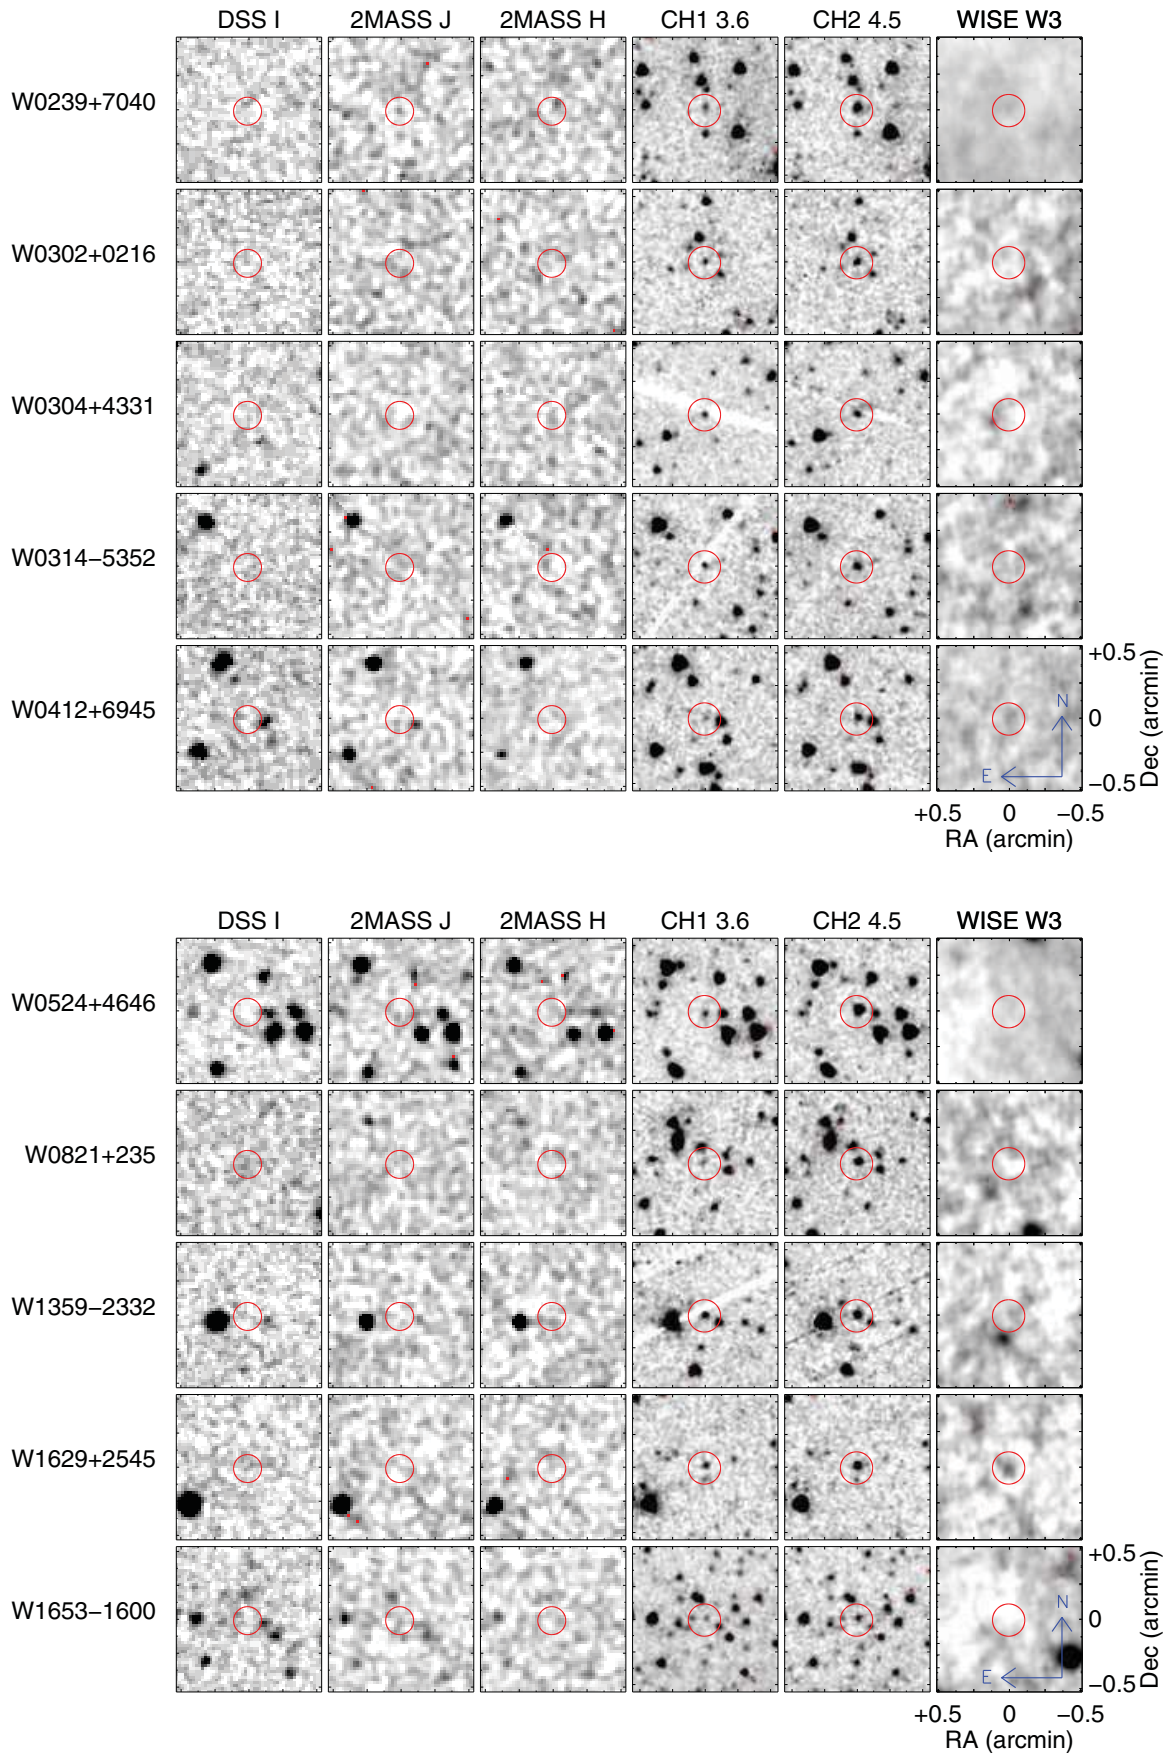 DSS I 2MASS J 2MASS H CH1 3.6 CH2 4.5 WISE W3
W0239+7040
W0302+0216
W0304+4331
W0314−5352
W0412+6945
N
E
+0.5
0
−0.5
Dec (arcmin)
+0.5 0 −0.5
RA (arcmin)
DSS I 2MASS J 2MASS H CH1 3.6 CH2 4.5 WISE W3
W0524+4646
W0821+235
W1359−2332
W1629+2545
W1653−1600
N
E
+0.5
0
−0.5
Dec (arcmin)
+0.5 0 −0.5
RA (arcmin)